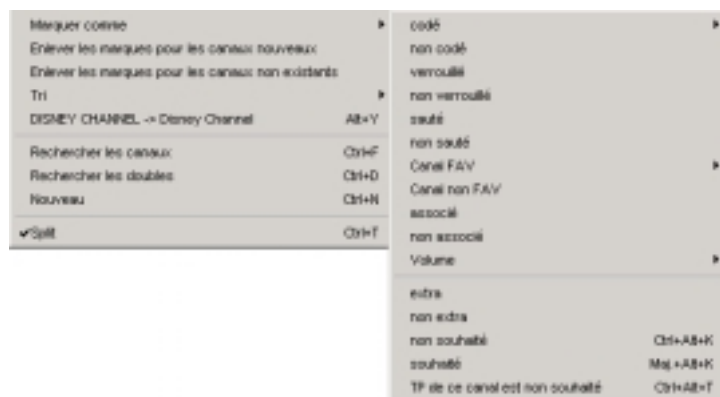 Marquer comme
Enlever les marques pour les canaux nouveaux
Enlever les marques pour les canaux non existants
Tri
DISNEY CHANNEL -> Disney Channel Alt+Y
Rechercher les canaux Ctrl+F
Rechercher les doubles Ctrl+D
Nouveau Ctrl+N
✔Split Ctrl+T
codé
non codé
verrouillé
non verrouillé
sauté
non sauté
Canal FAV
Canal non FAV
associé
non associé
Volume
extra
non extra
non souhaité Ctrl+Alt+K
souhaité Maj.+Alt+K
TP de ce canal est non souhaité Ctrl+Alt+T